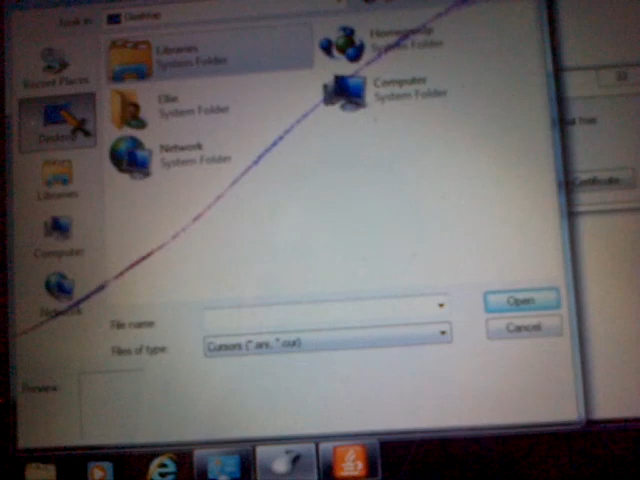 Look in: Desktop
Libraries
System Folder
Homegroup
System Folder
Recent Places
Ellie
System Folder
Computer
System Folder
Desktop
Network
System Folder
Libraries
Computer
Network
File name:
Open
Files of type:
Cursors (*.ani, *.cur)
Cancel
Preview: